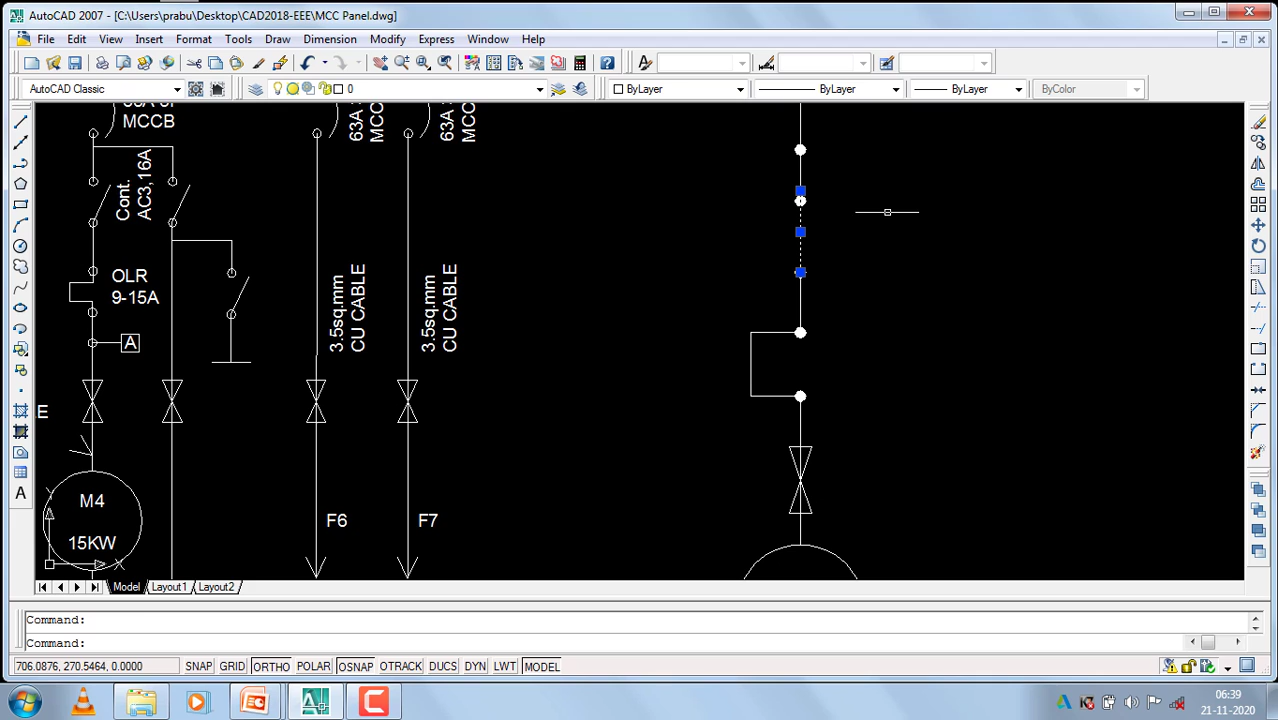 AutoCAD 2007 - [C:\Users\prabu\Desktop\CAD2018-EEE\MCC Panel.dwg]
File Edit View Insert Format Tools Draw Dimension Modify Express Window Help
AutoCAD Classic 0 ByLayer ByLayer ByLayer ByColor
MCCB
63A
MCC
63A
MCC
Cont.
AC3,16A
OLR
9-15A
A
3.5sq.mm
CU CABLE
3.5sq.mm
CU CABLE
E
M4
15KW
Y
X
F6
F7
Model Layout1 Layout2
Command:
Command:
706.0876, 270.5464, 0.0000 SNAP GRID ORTHO POLAR OSNAP OTRACK DUCS DYN LWT MODEL
06:39
21-11-2020